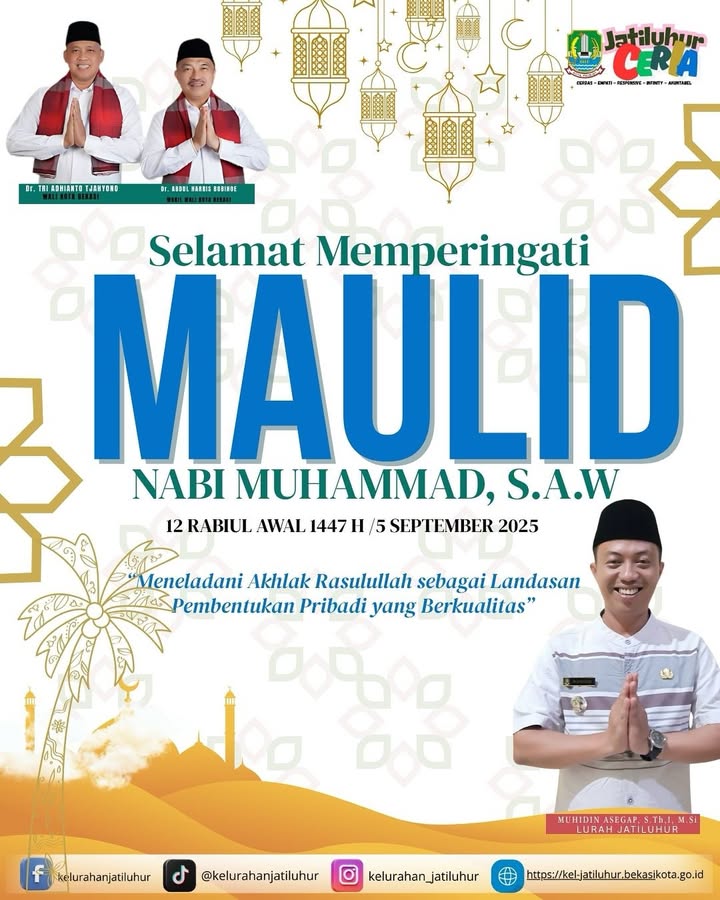 Jatiluhur
CERIA
CERDAS - EMPATI - RESPONSIVE - INFINITY - AKUNTABEL
Dr. TRI ADHIANTO TJAHYONO
WALI KOTA BEKASI
Dr. ABDUL HARRIS BOBIHOE
WAKIL WALI KOTA BEKASI
Selamat Memperingati
MAULID
NABI MUHAMMAD, S.A.W
12 RABIUL AWAL 1447 H /5 SEPTEMBER 2025
“Meneladani Akhlak Rasulullah sebagai Landasan
Pembentukan Pribadi yang Berkualitas”
MUHIDIN ASEGAP, S.Th,I, M.Si
LURAH JATILUHUR
kelurahanjatiluhur
@kelurahanjatiluhur
kelurahan_jatiluhur
https://kel-jatiluhur.bekasikota.go.id